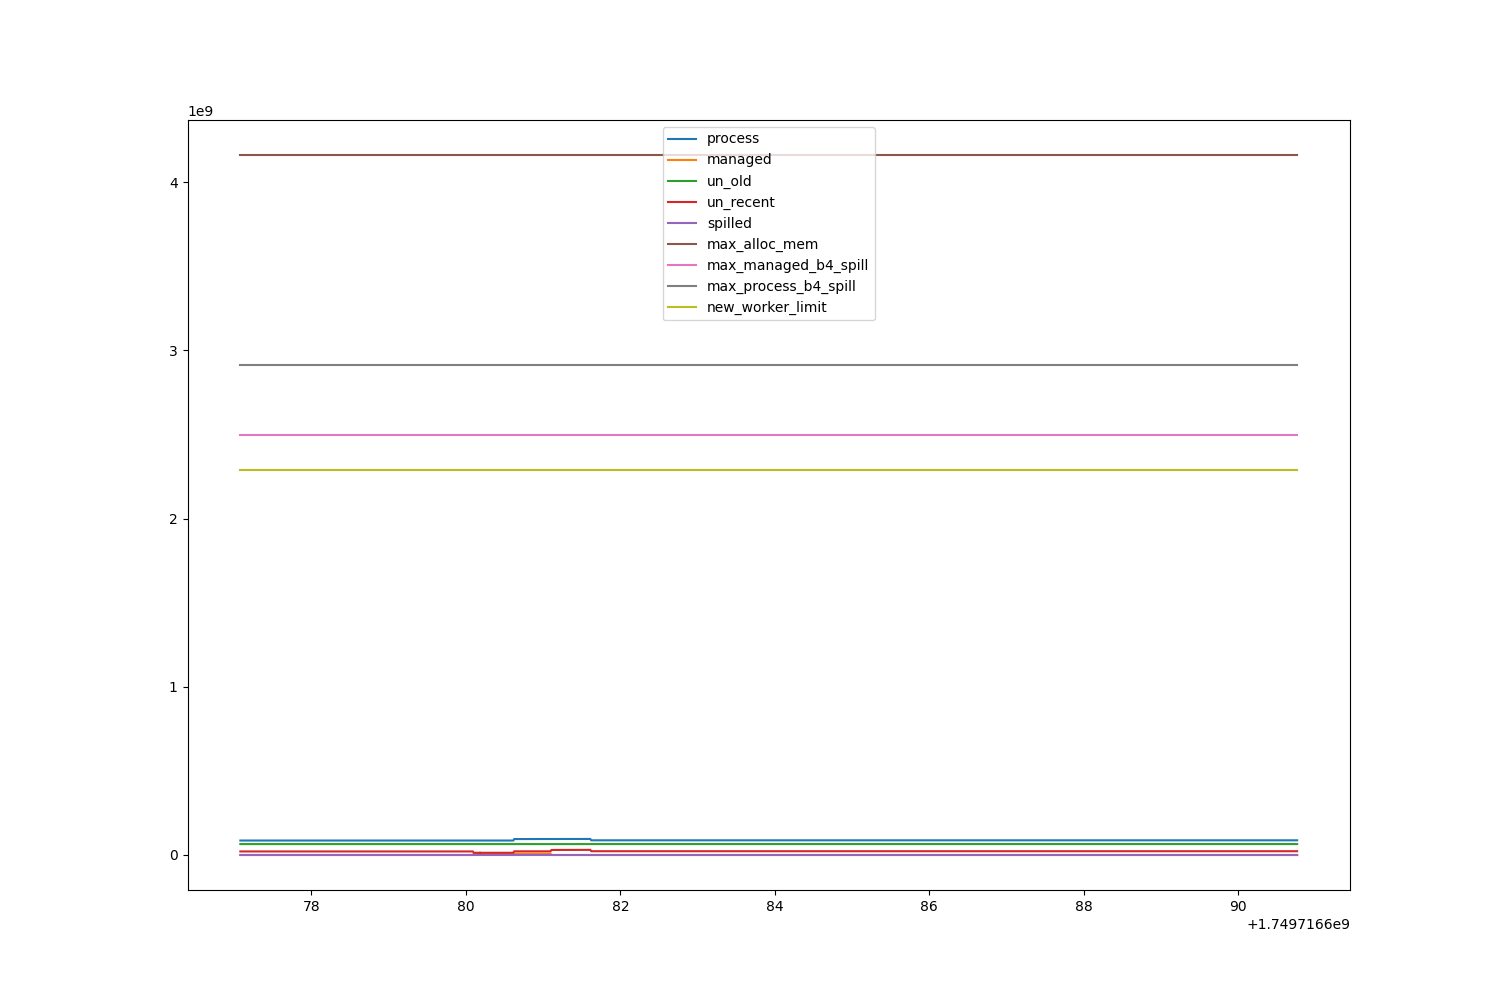 1e9
process
managed
un_old
un_recent
spilled
max_alloc_mem
max_managed_b4_spill
max_process_b4_spill
new_worker_limit
4
3
2
1
0
78 80 82 84 86 88 90
+1.7497166e9